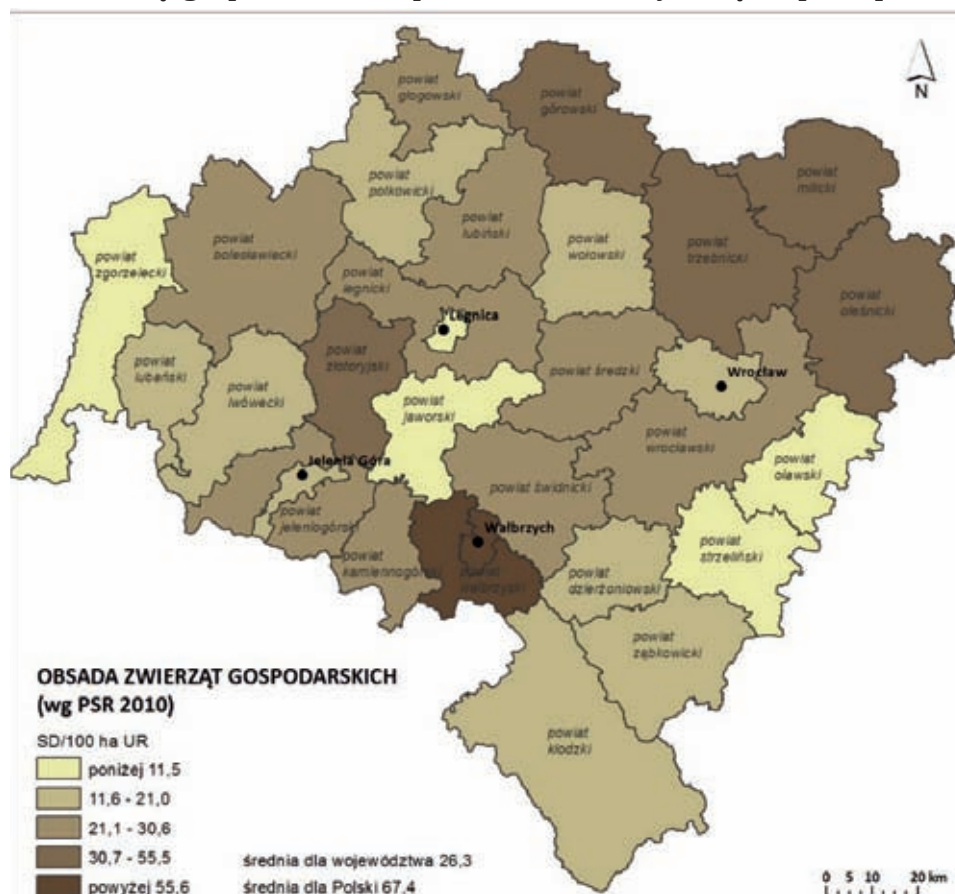 N
powiat
głogowski
powiat
górowski
powiat
milicki
powiat
polkowicki
powiat
lubiński
powiat
wołowski
powiat
trzebnicki
powiat
oleśnicki
powiat
zgorzelecki
powiat
bolesławiecki
powiat
legnicki
Legnica
powiat
lubański
powiat
lwówecki
powiat
złotoryjski
powiat
jaworski
powiat średzki
Wrocław
powiat
wrocławski
powiat
oławski
Jelenia Góra
powiat
jeleniogórski
powiat
kamiennogórski
powiat świdnicki
Wałbrzych
powiat
wałbrzyski
powiat
dzierżoniowski
powiat
strzeliński
powiat
ząbkowicki
powiat
kłodzki
OBSADA ZWIERZĄT GOSPODARSKICH
(wg PSR 2010)
SD/100 ha UR
poniżej 11,5
11,6 - 21,0
21,1 - 30,6
30,7 - 55,5
powyżej 55,6
średnia dla województwa 26,3
średnia dla Polski 67,4
0 5 10 20 km